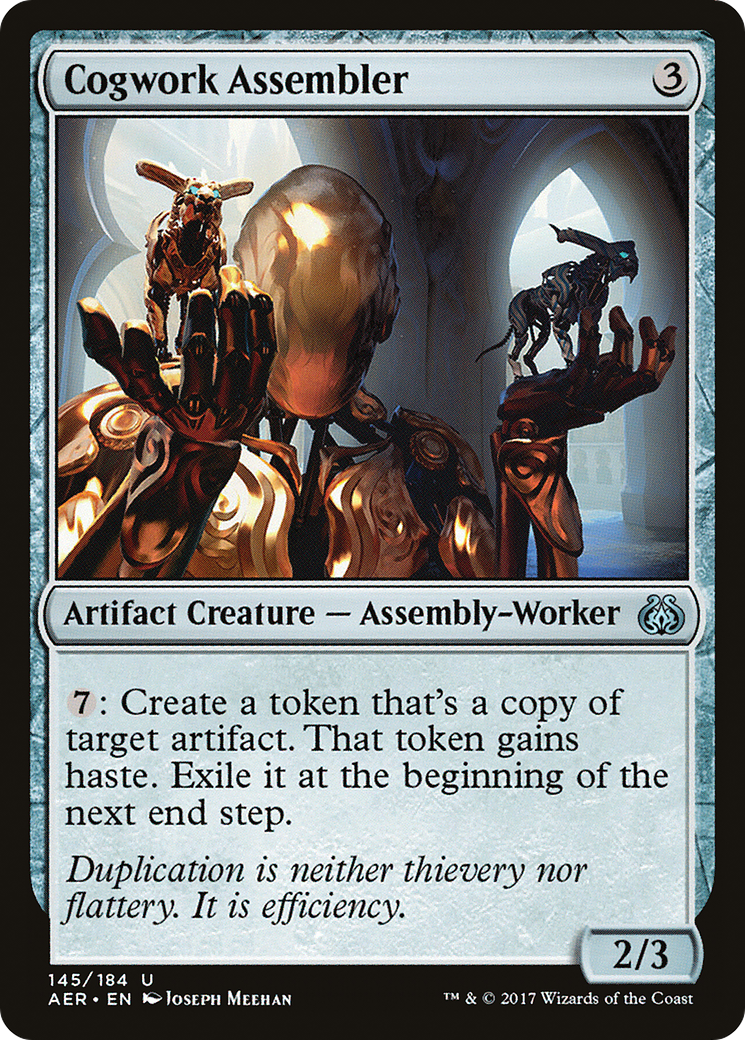 Cogwork Assembler 3
Artifact Creature — Assembly-Worker
7: Create a token that's a copy of
target artifact. That token gains
haste. Exile it at the beginning of the
next end step.
Duplication is neither thievery nor
flattery. It is efficiency.
2/3
145/184 U
AER • EN Joseph Meehan
™ & © 2017 Wizards of the Coast